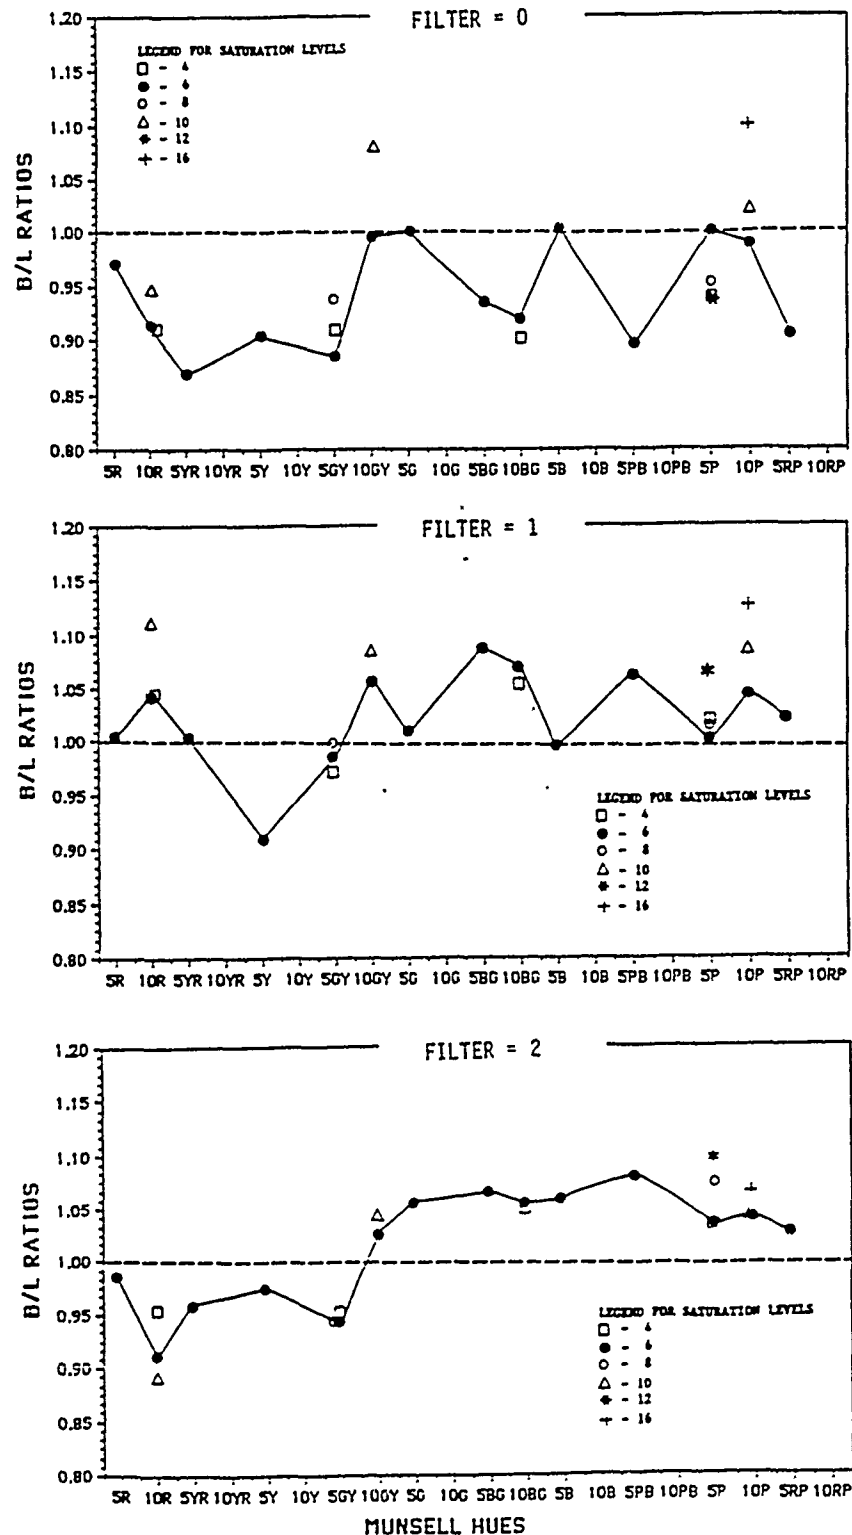 FILTER = 0
1.20
1.15
1.10
1.05
1.00
0.95
0.90
0.85
0.80
B/L RATIOS
LEGEND FOR SATURATION LEVELS
□ - 4
● - 6
○ - 8
△ - 10
* - 12
+ - 16
5R 10R 5YR 10YR 5Y 10Y 5GY 10GY 5G 10G 5BG 10BG 5B 10B 5PB 10PB 5P 10P 5RP 10RP
FILTER = 1
1.20
1.15
1.10
1.05
1.00
0.95
0.90
0.85
0.80
B/L RATIOS
LEGEND FOR SATURATION LEVELS
□ - 4
● - 6
○ - 8
△ - 10
* - 12
+ - 16
5R 10R 5YR 10YR 5Y 10Y 5GY 10GY 5G 10G 5BG 10BG 5B 10B 5PB 10PB 5P 10P 5RP 10RP
FILTER = 2
1.20
1.15
1.10
1.05
1.00
0.95
0.90
0.85
0.80
B/L RATIOS
LEGEND FOR SATURATION LEVELS
□ - 4
● - 6
○ - 8
△ - 10
* - 12
+ - 16
5R 10R 5YR 10YR 5Y 10Y 5GY 10GY 5G 10G 5BG 10BG 5B 10B 5PB 10PB 5P 10P 5RP 10RP
MUNSELL HUES